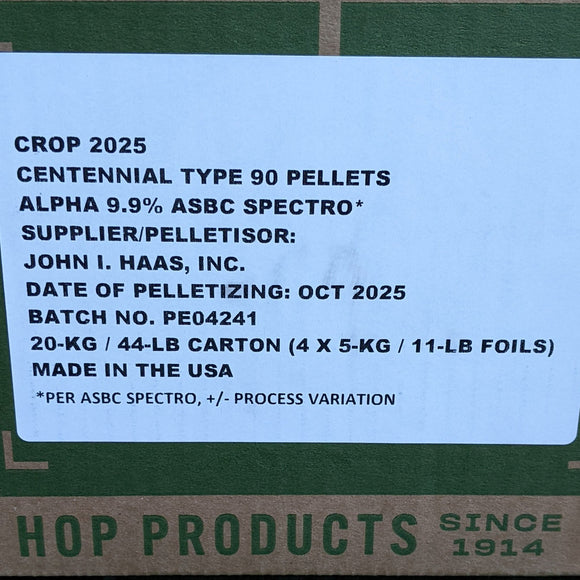 CROP 2025
CENTENNIAL TYPE 90 PELLETS
ALPHA 9.9% ASBC SPECTRO*
SUPPLIER/PELLETISOR:
JOHN I. HAAS, INC.
DATE OF PELLETIZING: OCT 2025
BATCH NO. PE04241
20-KG / 44-LB CARTON (4 X 5-KG / 11-LB FOILS)
MADE IN THE USA
*PER ASBC SPECTRO, +/- PROCESS VARIATION
HOP PRODUCTS SINCE
1914